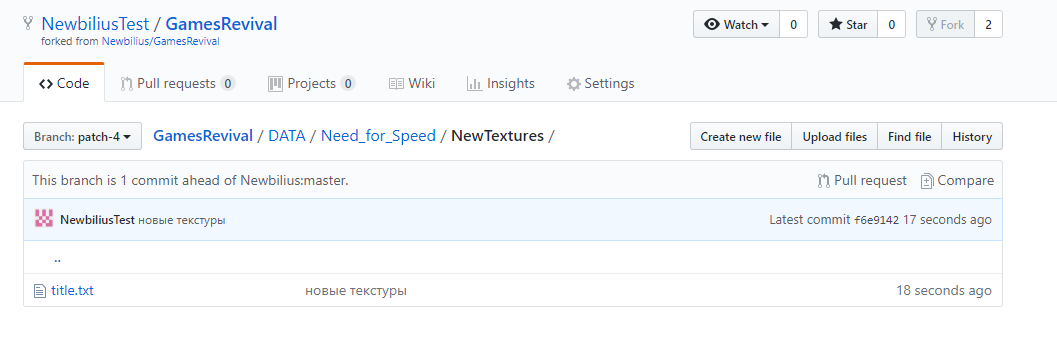 NewbiliusTest / GamesRevival
forked from Newbilius/GamesRevival
Watch 0 Star 0 Fork 2
Code Pull requests 0 Projects 0 Wiki Insights Settings
Branch: patch-4 GamesRevival / DATA / Need_for_Speed / NewTextures / Create new file Upload files Find file History
This branch is 1 commit ahead of Newbilius:master. Pull request Compare
NewbiliusTest новые текстуры Latest commit f6e9142 17 seconds ago
..
title.txt новые текстуры 18 seconds ago